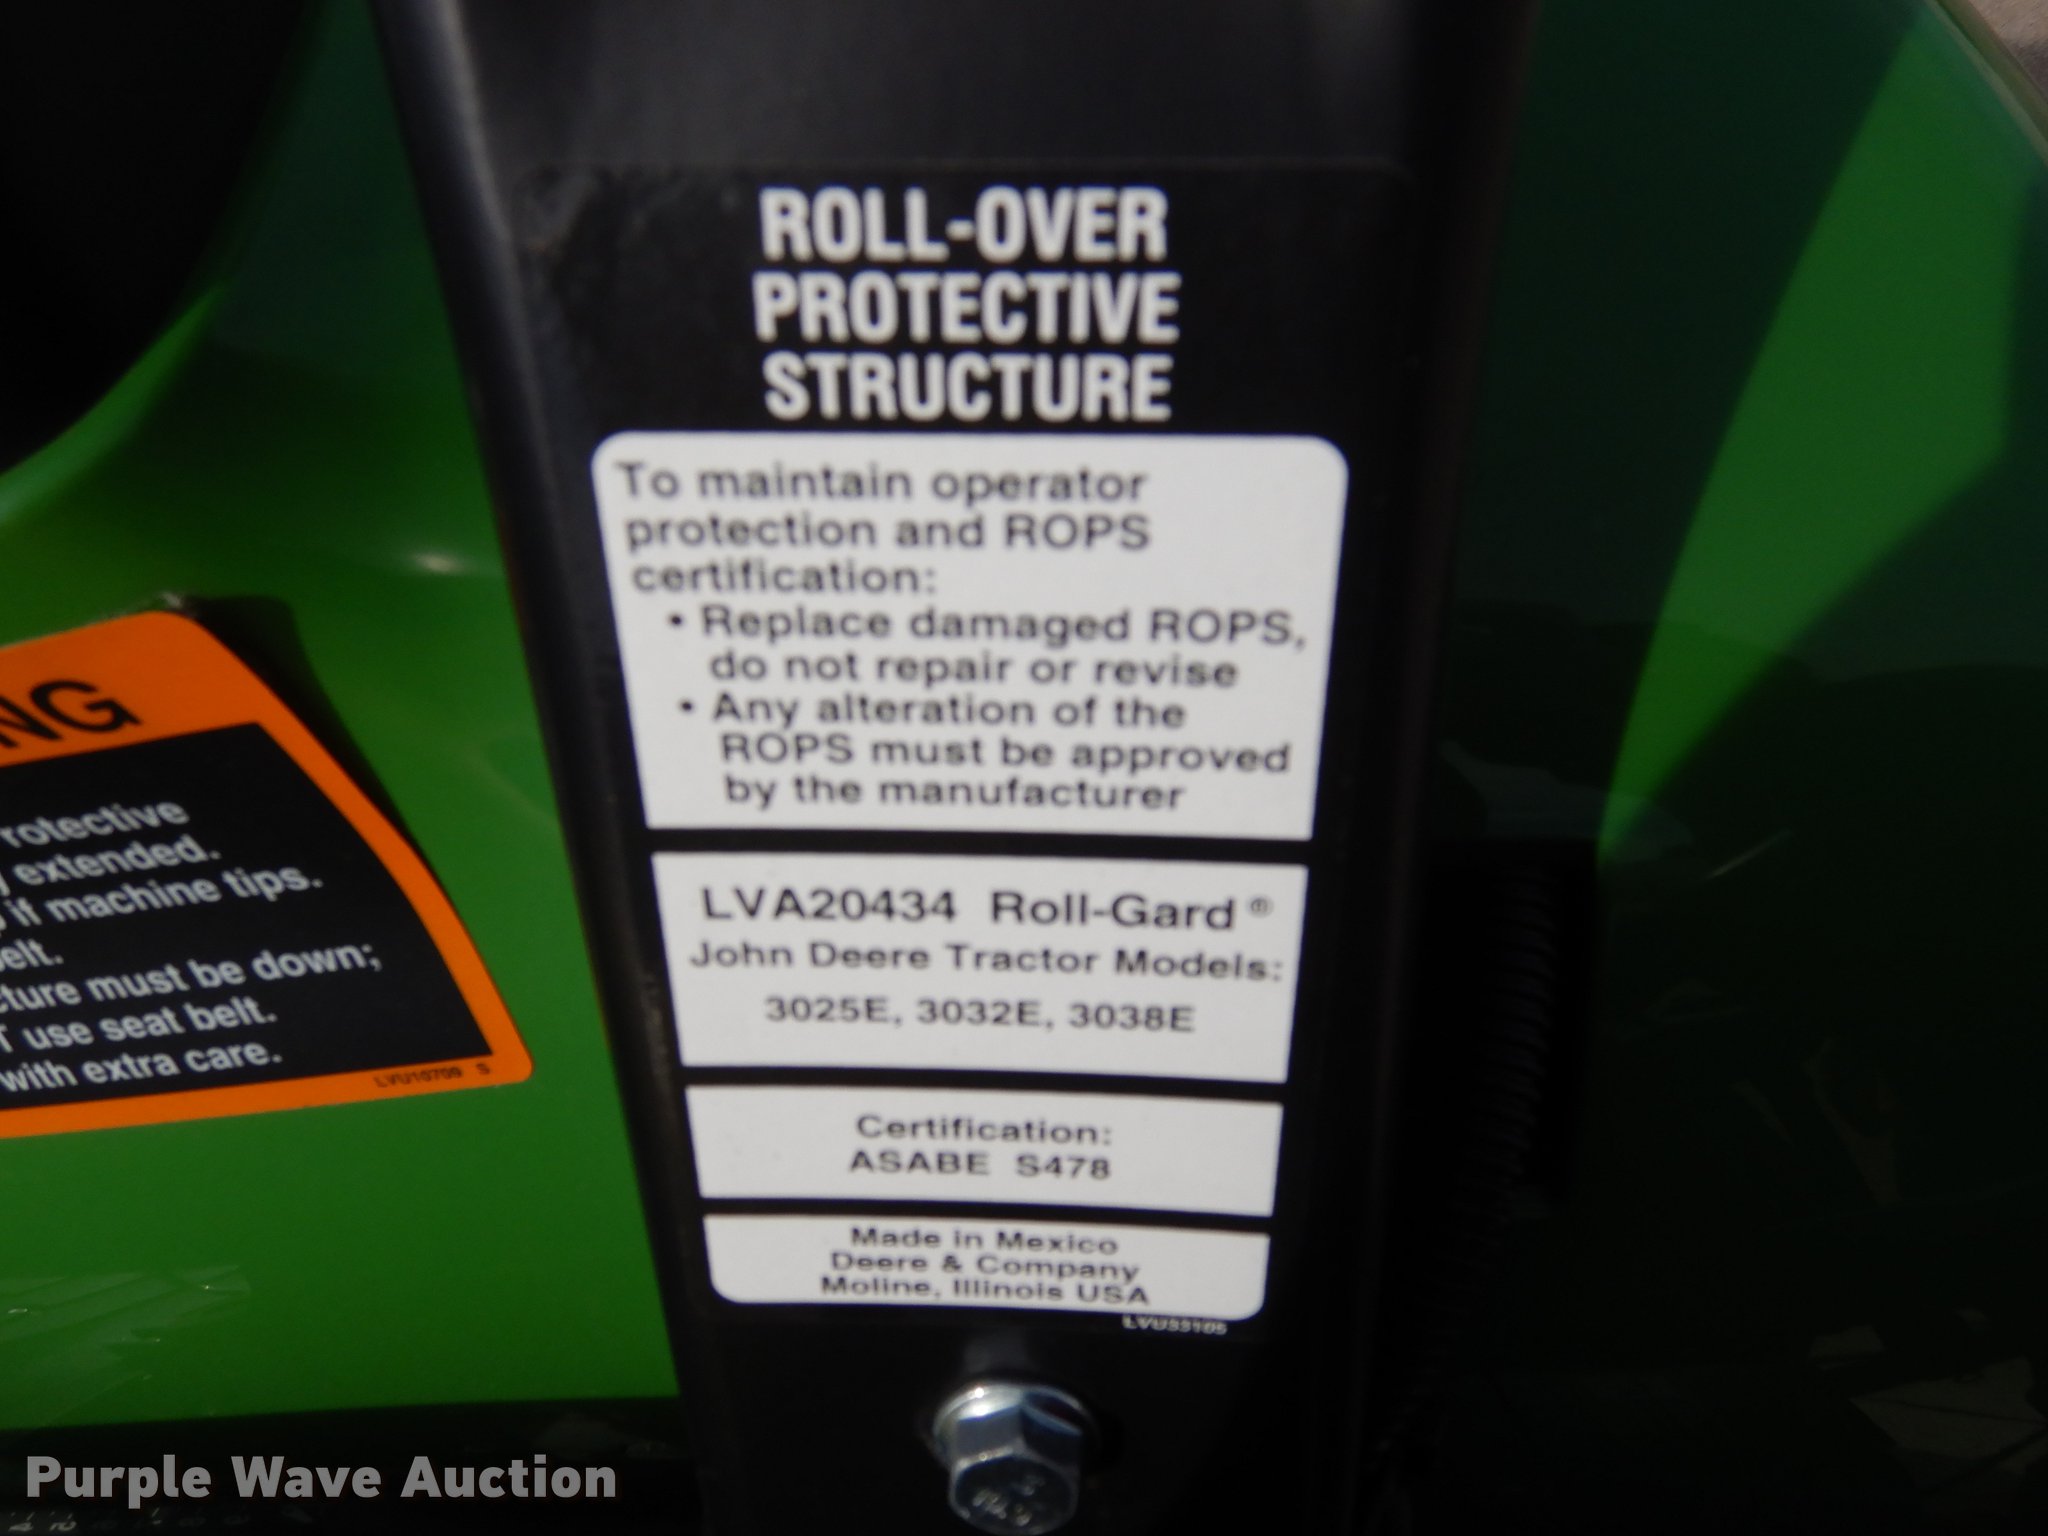 ROLL-OVER
PROTECTIVE
STRUCTURE
To maintain operator
protection and ROPS
certification:
• Replace damaged ROPS,
do not repair or revise
• Any alteration of the
ROPS must be approved
by the manufacturer
LVA20434 Roll-Gard ®
John Deere Tractor Models:
3025E, 3032E, 3038E
Certification:
ASABE S478
Made in Mexico
Deere & Company
Moline, Illinois USA
LVU33105
NG
rotective
extended.
if machine tips.
elt.
cture must be down;
T use seat belt.
with extra care.
LVU10709 S
Purple Wave Auction